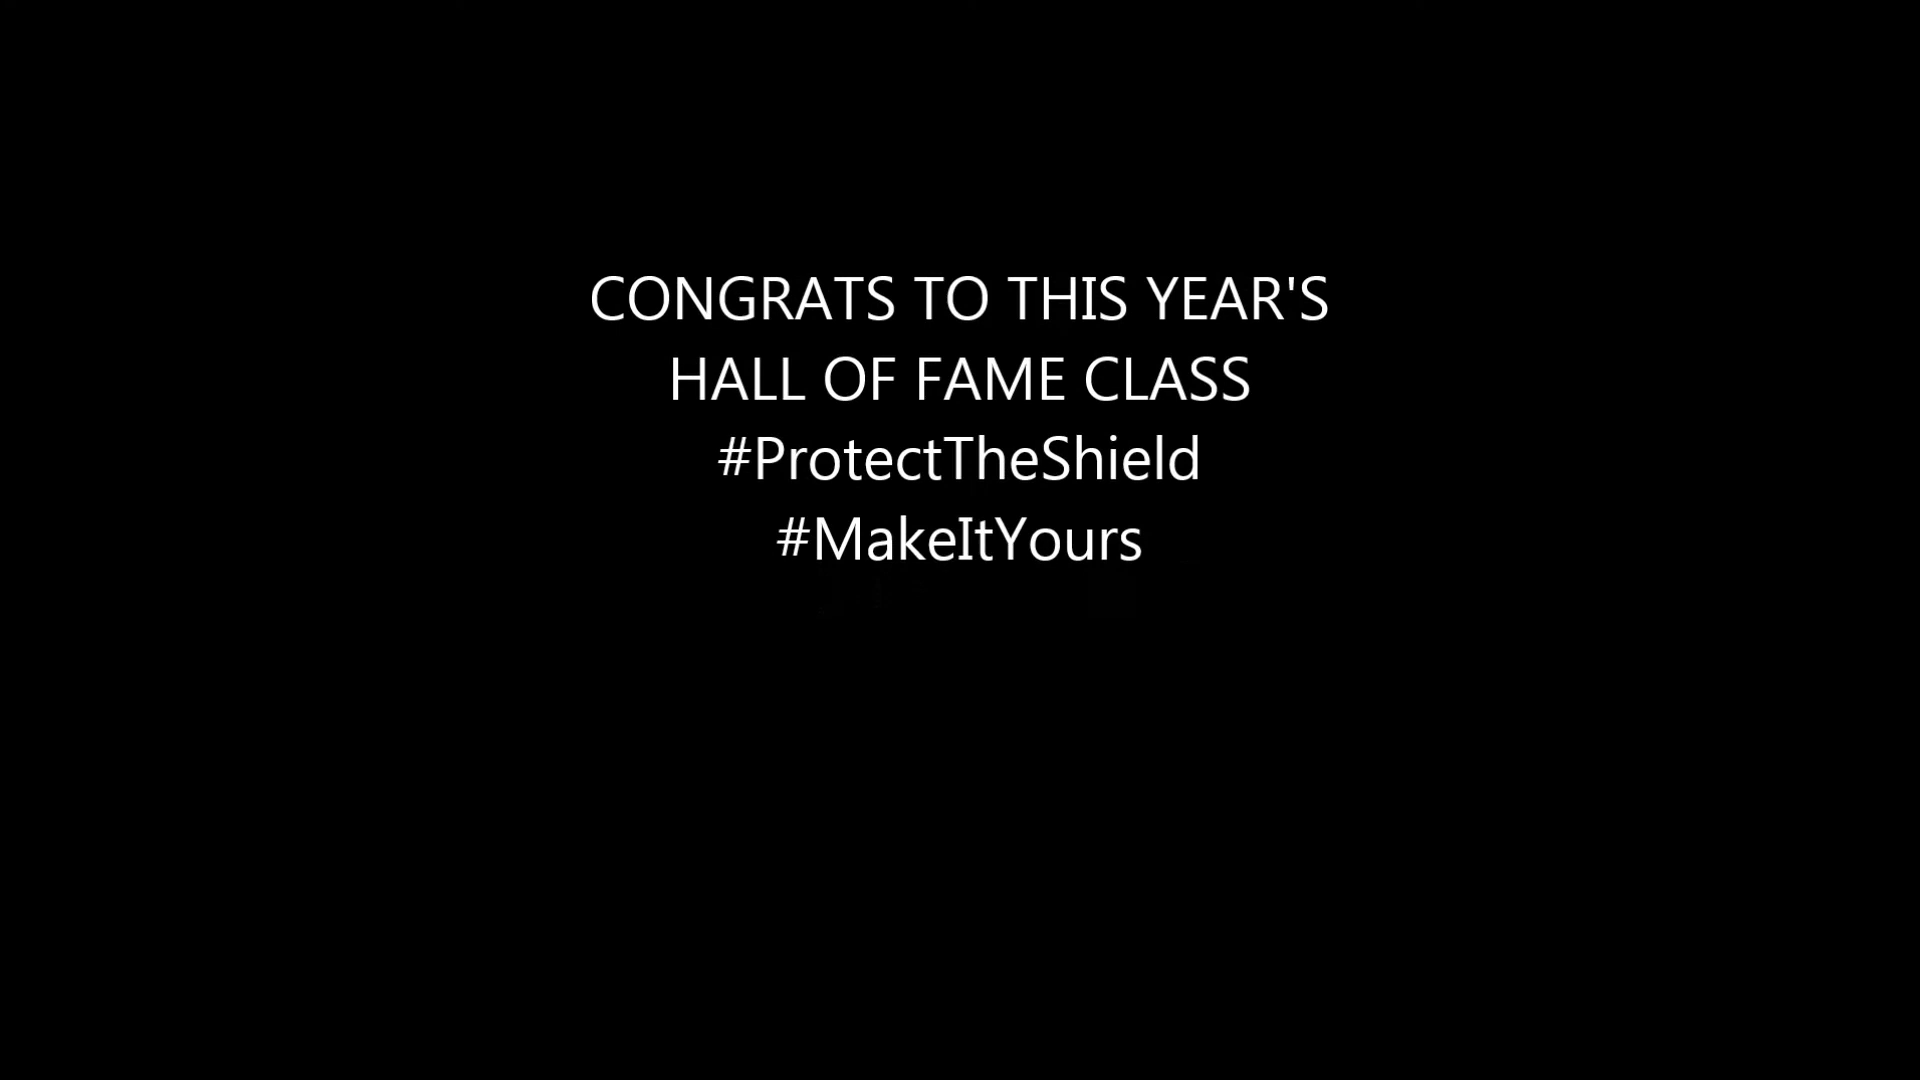 CONGRATS TO THIS YEAR'S
HALL OF FAME CLASS
#ProtectTheShield
#MakeItYours